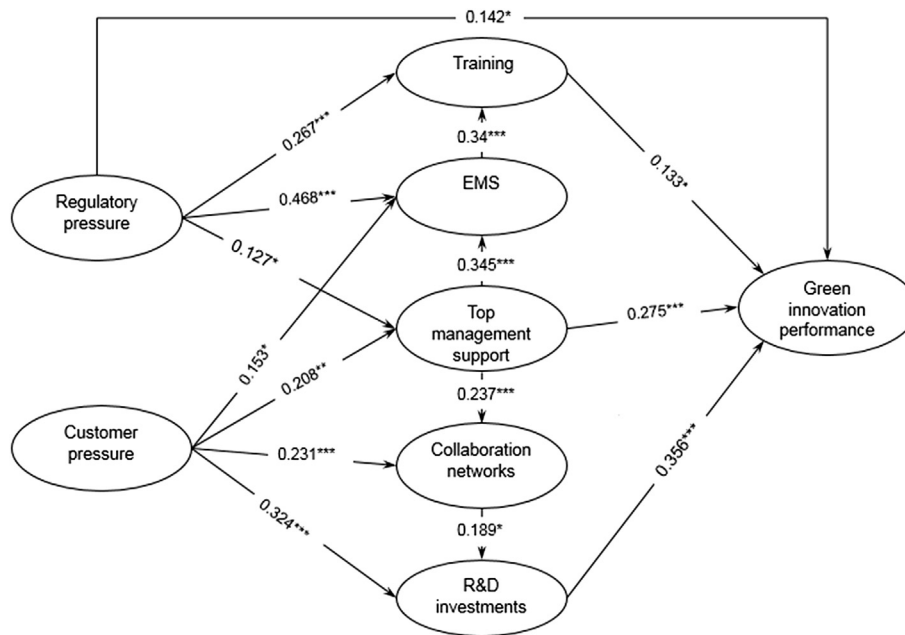 0.142*
Training
0.267***
0.34***
0.133*
EMS
0.468***
Regulatory
pressure
0.127*
0.345***
Green
innovation
performance
Top
management
support
0.275***
0.153*
0.208**
0.237***
Customer
pressure
0.231***
Collaboration
networks
0.356***
0.324***
0.189*
R&D
investments